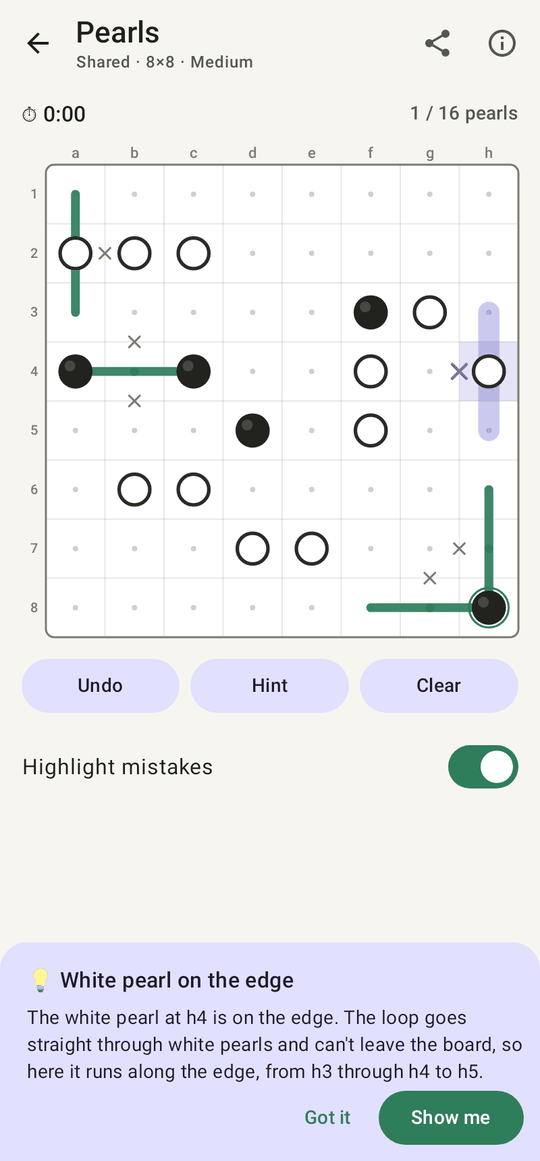 Pearls
Shared · 8×8 · Medium
⏱ 0:00
1 / 16 pearls
a b c d e f g h
1
2
3
4
5
6
7
8
Undo
Hint
Clear
Highlight mistakes
💡 White pearl on the edge
The white pearl at h4 is on the edge. The loop goes
straight through white pearls and can't leave the board, so
here it runs along the edge, from h3 through h4 to h5.
Got it
Show me